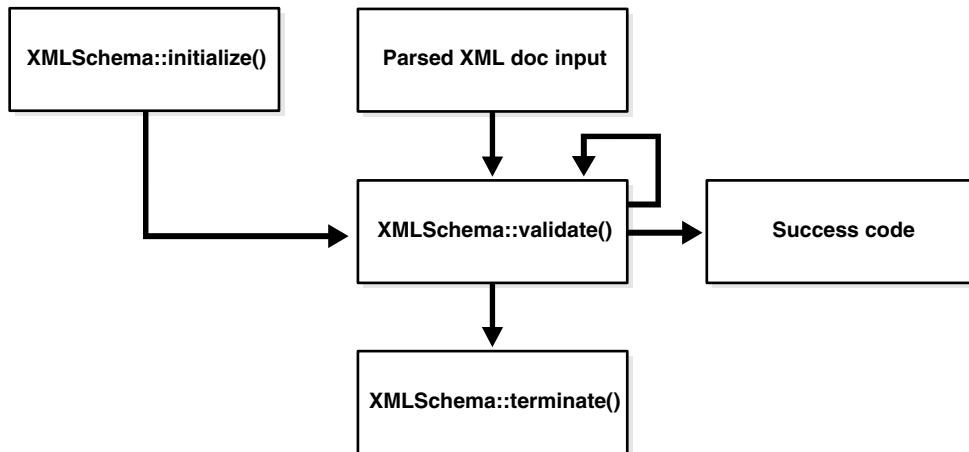 XMLSchema::initialize()
Parsed XML doc input
XMLSchema::validate()
Success code
XMLSchema::terminate()